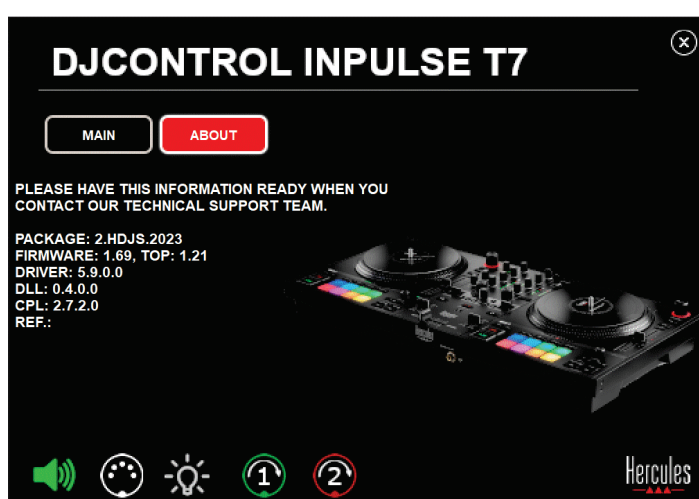 DJCONTROL INPULSE T7
MAIN
ABOUT
PLEASE HAVE THIS INFORMATION READY WHEN YOU
CONTACT OUR TECHNICAL SUPPORT TEAM.
PACKAGE: 2.HDJS.2023
FIRMWARE: 1.69, TOP: 1.21
DRIVER: 5.9.0.0
DLL: 0.4.0.0
CPL: 2.7.2.0
REF.:
1
2
Hercules